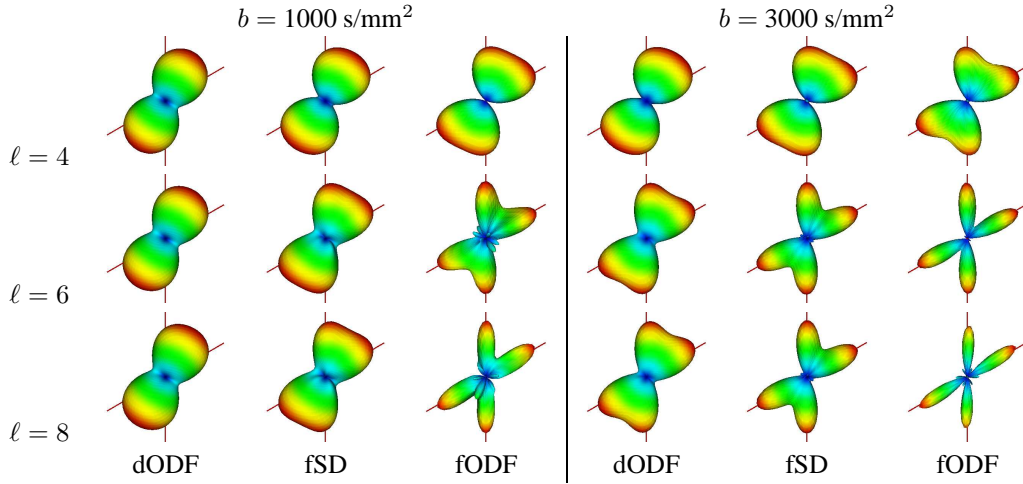 b = 1000 s/mm² b = 3000 s/mm²
ℓ = 4
ℓ = 6
ℓ = 8
dODF fSD fODF dODF fSD fODF